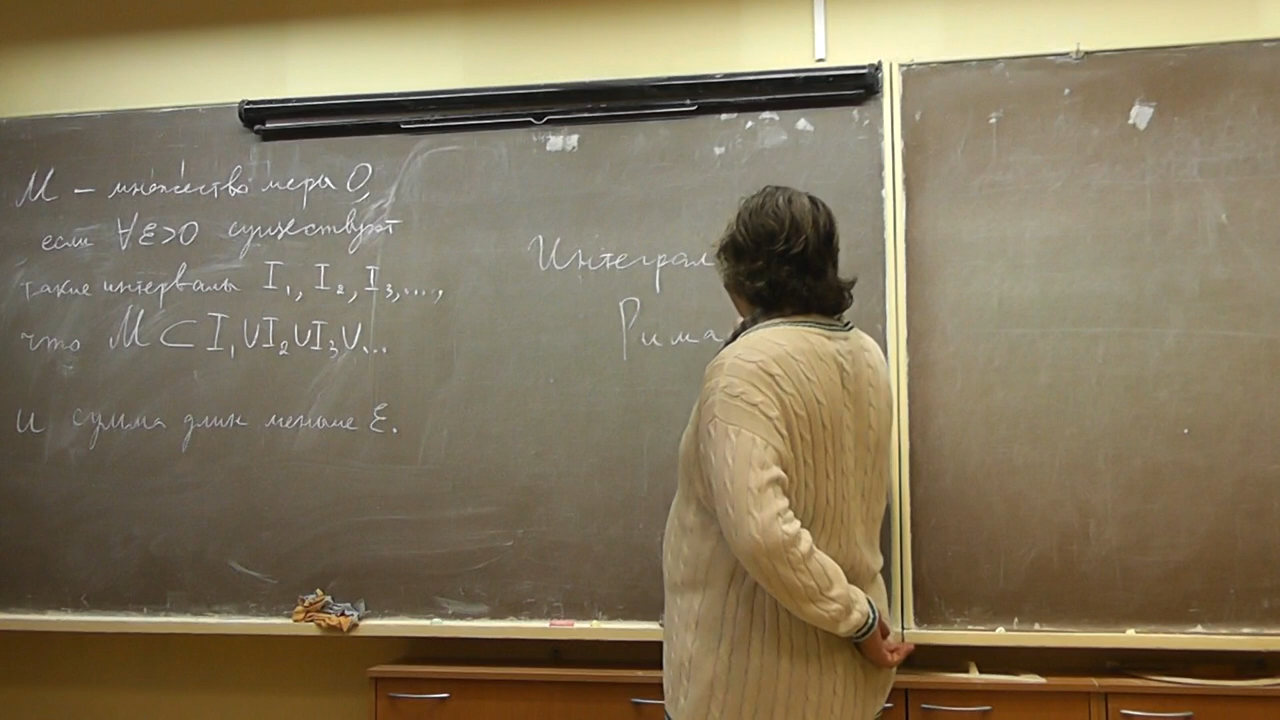 M – множество меры 0,
если ∀ε>0 существуют
такие интервалы I₁, I₂, I₃,...,
что M ⊂ I₁∪I₂∪I₃∪...
и сумма длин меньше ε.
Интеграл
Рима